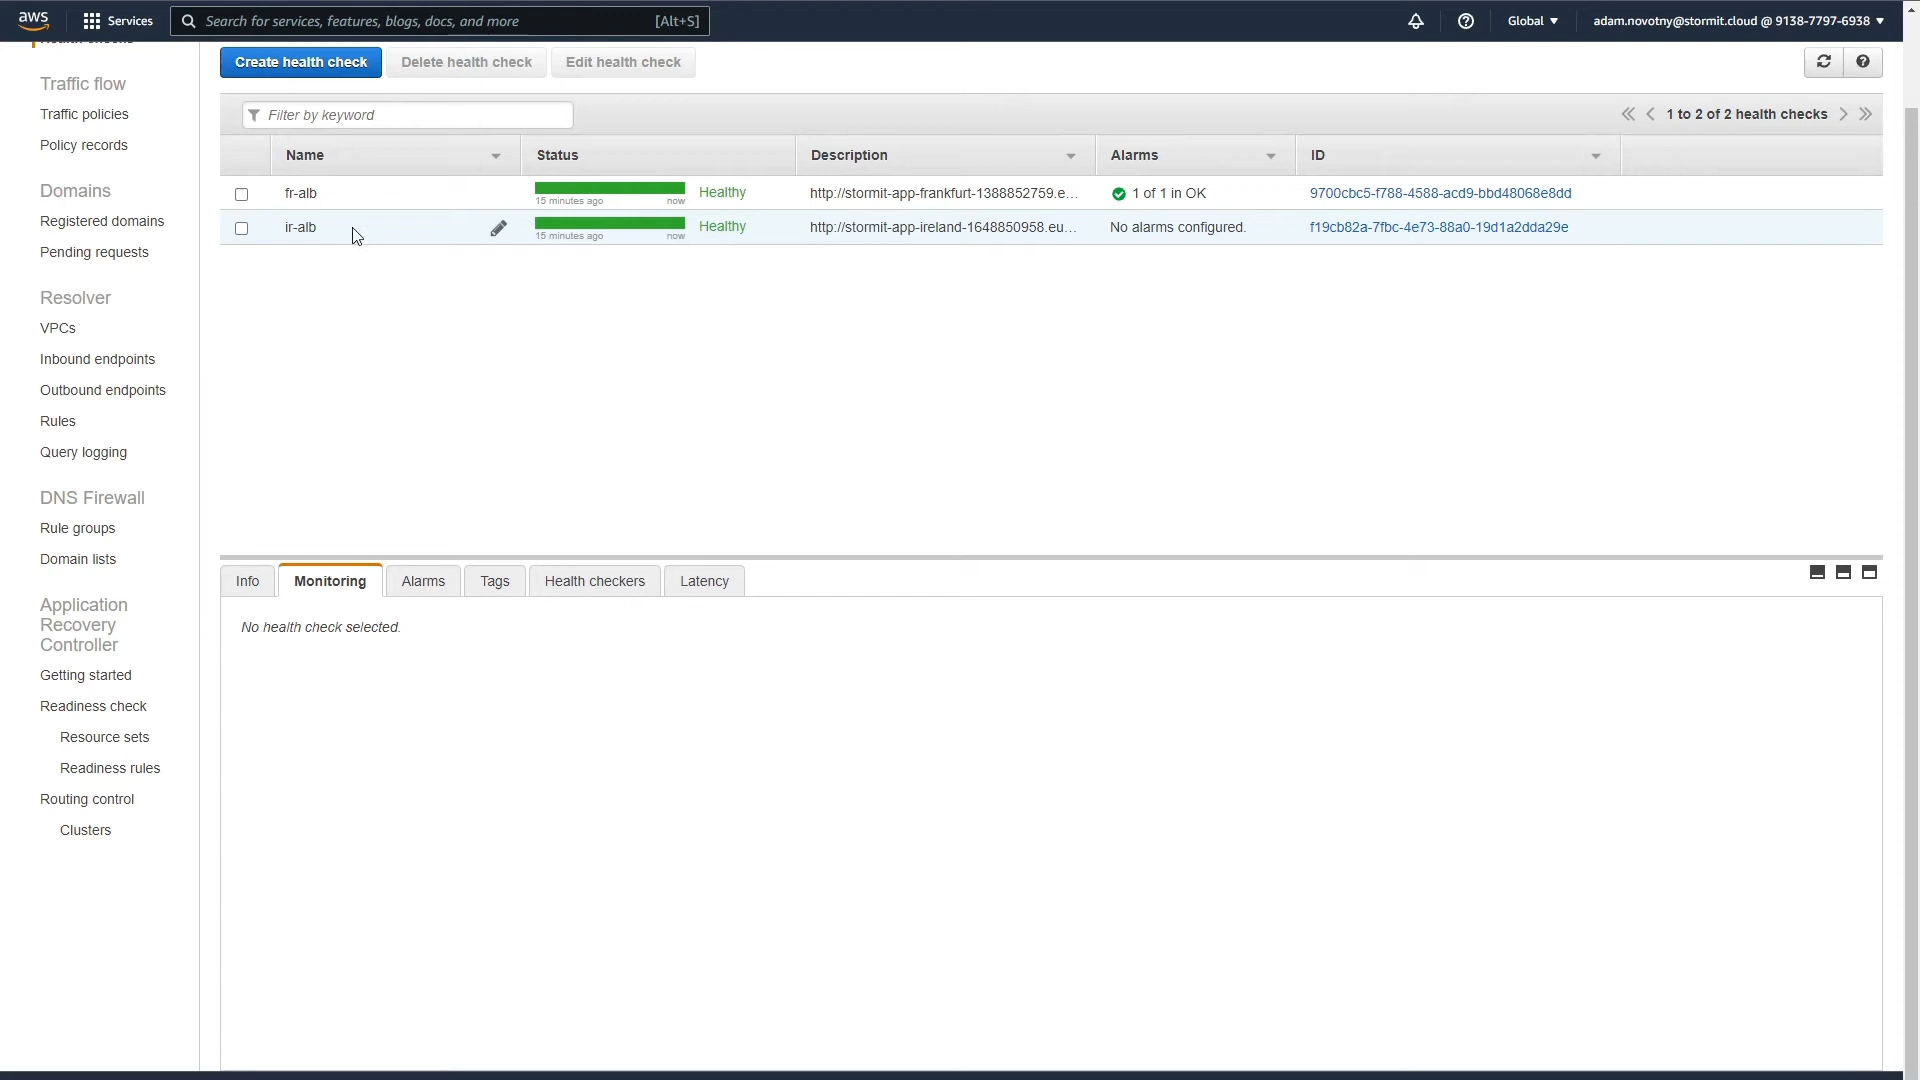 aws
Services
Search for services, features, blogs, docs, and more
[Alt+S]
Global
adam.novotny@stormit.cloud @ 9138-7797-6938
Traffic flow
Traffic policies
Policy records
Domains
Registered domains
Pending requests
Resolver
VPCs
Inbound endpoints
Outbound endpoints
Rules
Query logging
DNS Firewall
Rule groups
Domain lists
Application
Recovery
Controller
Getting started
Readiness check
Resource sets
Readiness rules
Routing control
Clusters
Create health check
Delete health check
Edit health check
Filter by keyword
1 to 2 of 2 health checks
Name
Status
Description
Alarms
ID
fr-alb
15 minutes ago
now
Healthy
http://stormit-app-frankfurt-1388852759.e...
1 of 1 in OK
9700cbc5-f788-4588-acd9-bbd48068e8dd
ir-alb
15 minutes ago
now
Healthy
http://stormit-app-ireland-1648850958.eu...
No alarms configured.
f19cb82a-7fbc-4e73-88a0-19d1a2dda29e
Info
Monitoring
Alarms
Tags
Health checkers
Latency
No health check selected.